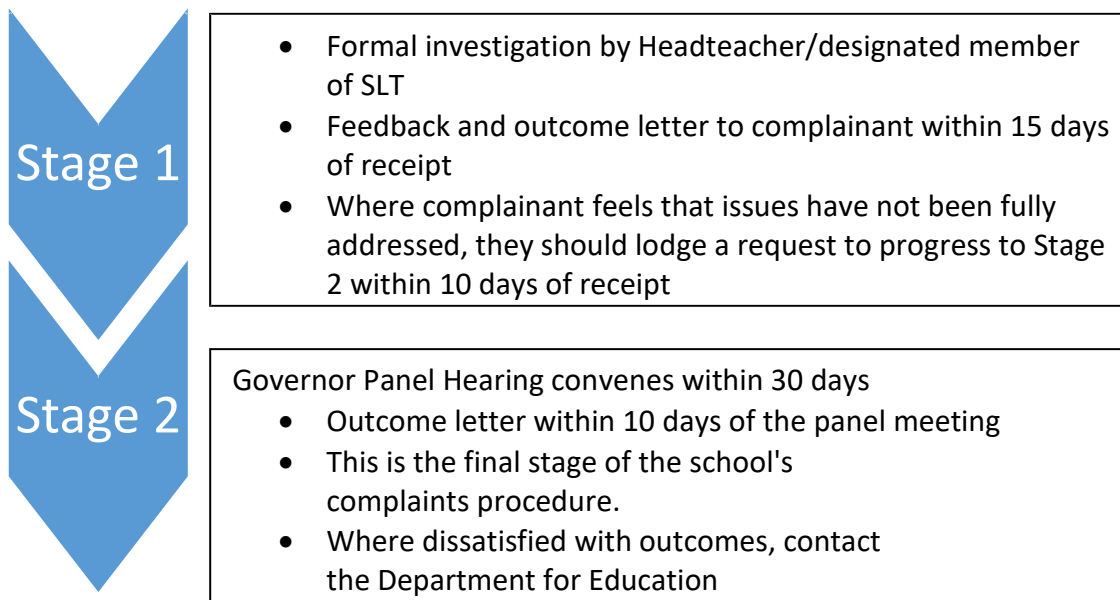 Stage 1
• Formal investigation by Headteacher/designated member
of SLT
• Feedback and outcome letter to complainant within 15 days
of receipt
• Where complainant feels that issues have not been fully
addressed, they should lodge a request to progress to Stage
2 within 10 days of receipt
Stage 2
Governor Panel Hearing convenes within 30 days
• Outcome letter within 10 days of the panel meeting
• This is the final stage of the school's
complaints procedure.
• Where dissatisfied with outcomes, contact
the Department for Education